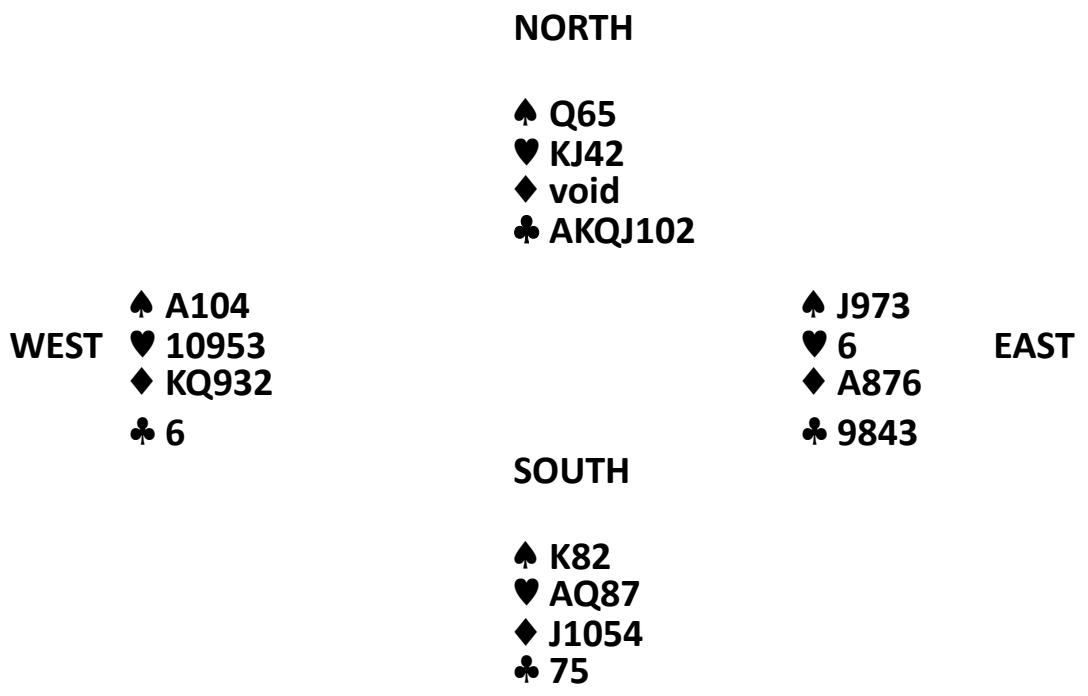 NORTH
♠ Q65
♥ KJ42
♦ void
♣ AKQJ102
♠ A104
WEST ♥ 10953
♦ KQ932
♣ 6
♠ J973
♥ 6 EAST
♦ A876
♣ 9843
SOUTH
♠ K82
♥ AQ87
♦ J1054
♣ 75